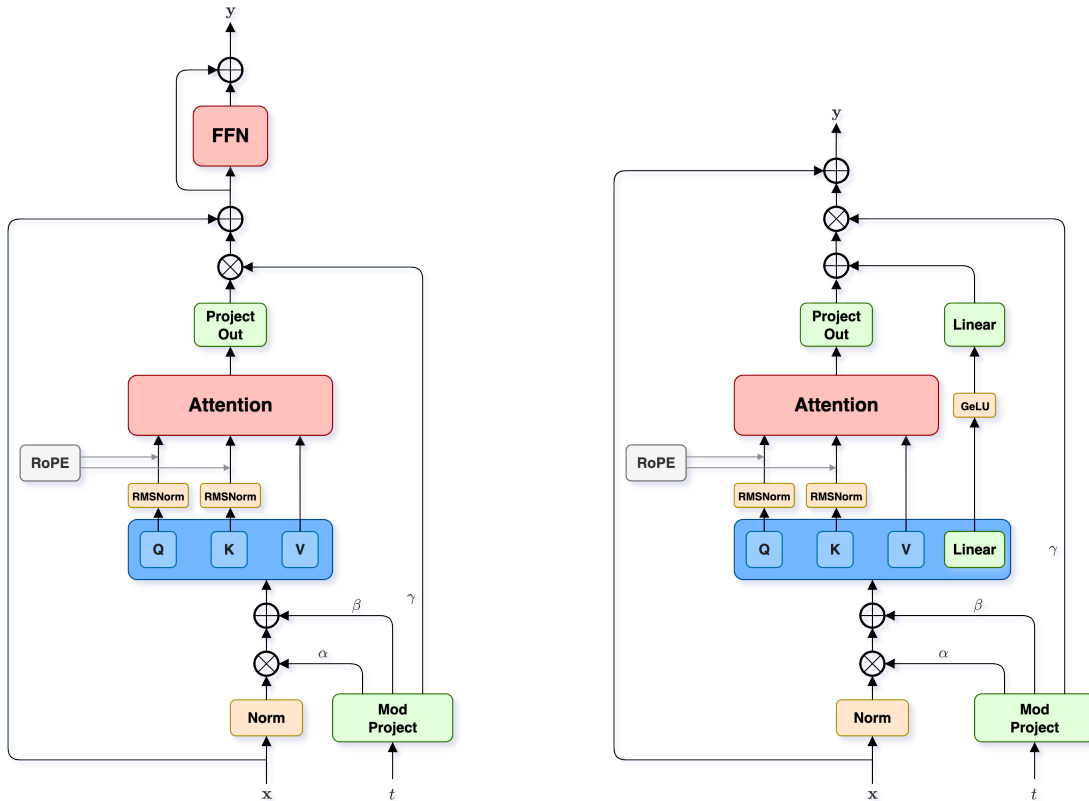 y
FFN
Project
Out
Attention
RoPE
RMSNorm
RMSNorm
Q
K
V
β
γ
α
Norm
Mod
Project
x
t
y
Project
Out
Linear
Attention
GeLU
RoPE
RMSNorm
RMSNorm
Q
K
V
Linear
γ
β
α
Norm
Mod
Project
x
t